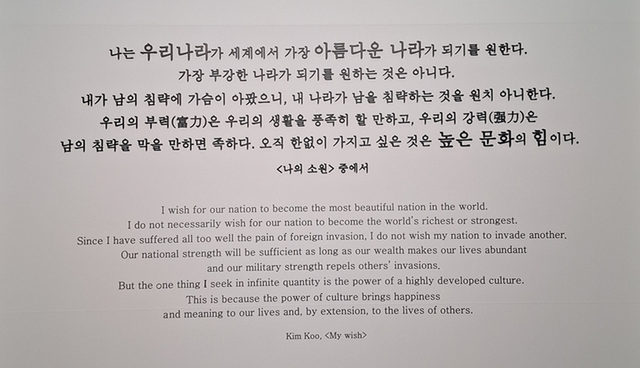 나는 우리나라가 세계에서 가장 아름다운 나라가 되기를 원한다.
가장 부강한 나라가 되기를 원하는 것은 아니다.
내가 남의 침략에 가슴이 아팠으니, 내 나라가 남을 침략하는 것을 원치 아니한다.
우리의 부력(富力)은 우리의 생활을 풍족히 할 만하고, 우리의 강력(强力)은
남의 침략을 막을 만하면 족하다. 오직 한없이 가지고 싶은 것은 높은 문화의 힘이다.
<나의 소원> 중에서
I wish for our nation to become the most beautiful nation in the world.
I do not necessarily wish for our nation to become the world's richest or strongest.
Since I have suffered all too well the pain of foreign invasion, I do not wish my nation to invade another.
Our national strength will be sufficient as long as our wealth makes our lives abundant
and our military strength repels others' invasions.
But the one thing I seek in infinite quantity is the power of a highly developed culture.
This is because the power of culture brings happiness
and meaning to our lives and, by extension, to the lives of others.
Kim Koo, <My wish>